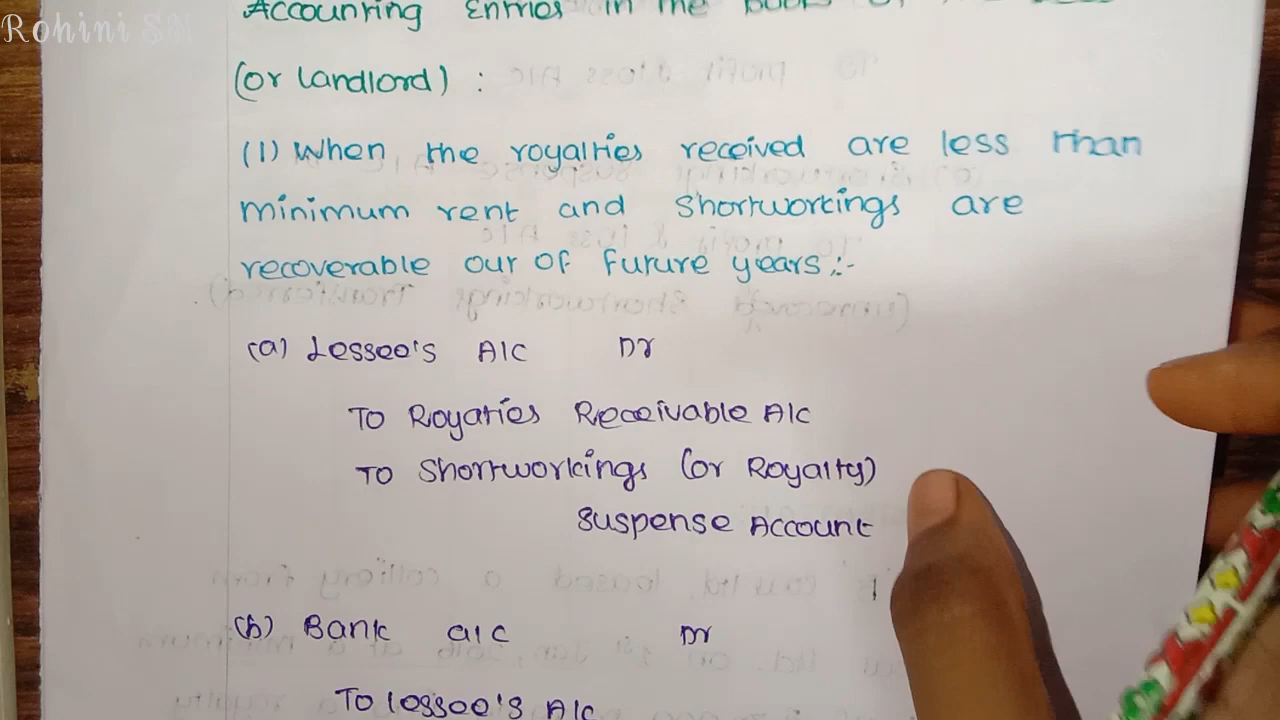 Rohini
Accounting Entries in the Books
(or landlord) :
(1) When the royalties received are less than
minimum rent and shortworkings are
recoverable out of future years :-
(a) Lessee's A/c Dr
To Royaties Receivable A/c
To Shortworkings (or Royalty)
Suspense Account
(b) Bank a/c Dr
To lessee's A/c